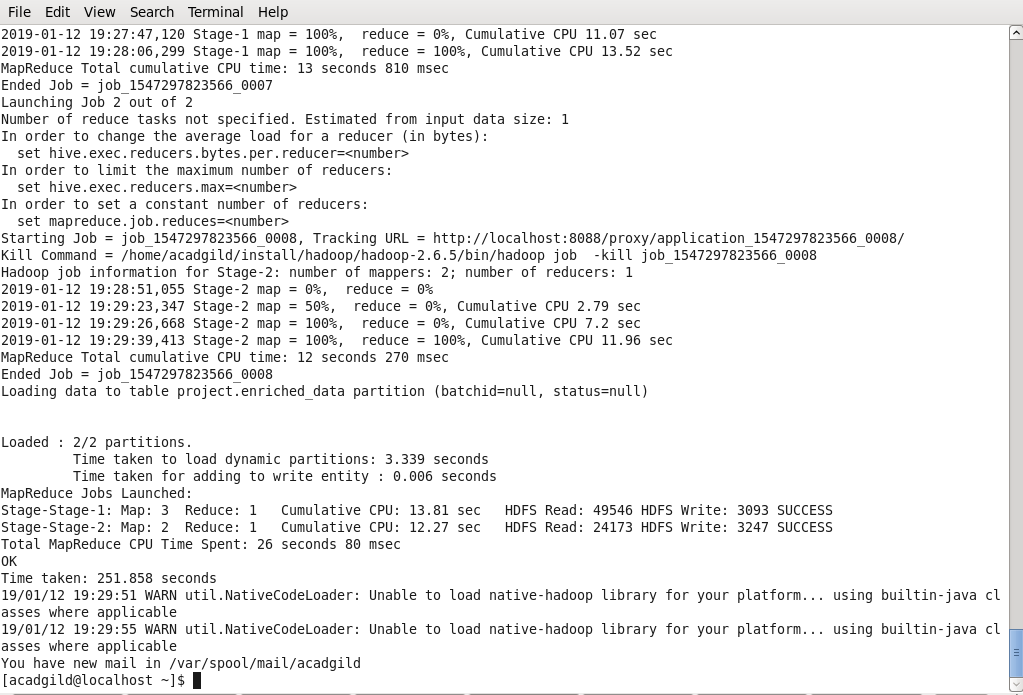 File Edit View Search Terminal Help
2019-01-12 19:27:47,120 Stage-1 map = 100%,  reduce = 0%, Cumulative CPU 11.07 sec
2019-01-12 19:28:06,299 Stage-1 map = 100%,  reduce = 100%, Cumulative CPU 13.52 sec
MapReduce Total cumulative CPU time: 13 seconds 810 msec
Ended Job = job_1547297823566_0007
Launching Job 2 out of 2
Number of reduce tasks not specified. Estimated from input data size: 1
In order to change the average load for a reducer (in bytes):
  set hive.exec.reducers.bytes.per.reducer=<number>
In order to limit the maximum number of reducers:
  set hive.exec.reducers.max=<number>
In order to set a constant number of reducers:
  set mapreduce.job.reduces=<number>
Starting Job = job_1547297823566_0008, Tracking URL = http://localhost:8088/proxy/application_1547297823566_0008/
Kill Command = /home/acadgild/install/hadoop/hadoop-2.6.5/bin/hadoop job  -kill job_1547297823566_0008
Hadoop job information for Stage-2: number of mappers: 2; number of reducers: 1
2019-01-12 19:28:51,055 Stage-2 map = 0%,  reduce = 0%
2019-01-12 19:29:23,347 Stage-2 map = 50%,  reduce = 0%, Cumulative CPU 2.79 sec
2019-01-12 19:29:26,668 Stage-2 map = 100%,  reduce = 0%, Cumulative CPU 7.2 sec
2019-01-12 19:29:39,413 Stage-2 map = 100%,  reduce = 100%, Cumulative CPU 11.96 sec
MapReduce Total cumulative CPU time: 12 seconds 270 msec
Ended Job = job_1547297823566_0008
Loading data to table project.enriched_data partition (batchid=null, status=null)
Loaded : 2/2 partitions.
         Time taken to load dynamic partitions: 3.339 seconds
         Time taken for adding to write entity : 0.006 seconds
MapReduce Jobs Launched:
Stage-Stage-1: Map: 3  Reduce: 1   Cumulative CPU: 13.81 sec   HDFS Read: 49546 HDFS Write: 3093 SUCCESS
Stage-Stage-2: Map: 2  Reduce: 1   Cumulative CPU: 12.27 sec   HDFS Read: 24173 HDFS Write: 3247 SUCCESS
Total MapReduce CPU Time Spent: 26 seconds 80 msec
OK
Time taken: 251.858 seconds
19/01/12 19:29:51 WARN util.NativeCodeLoader: Unable to load native-hadoop library for your platform... using builtin-java cl
asses where applicable
19/01/12 19:29:55 WARN util.NativeCodeLoader: Unable to load native-hadoop library for your platform... using builtin-java cl
asses where applicable
You have new mail in /var/spool/mail/acadgild
[acadgild@localhost ~]$